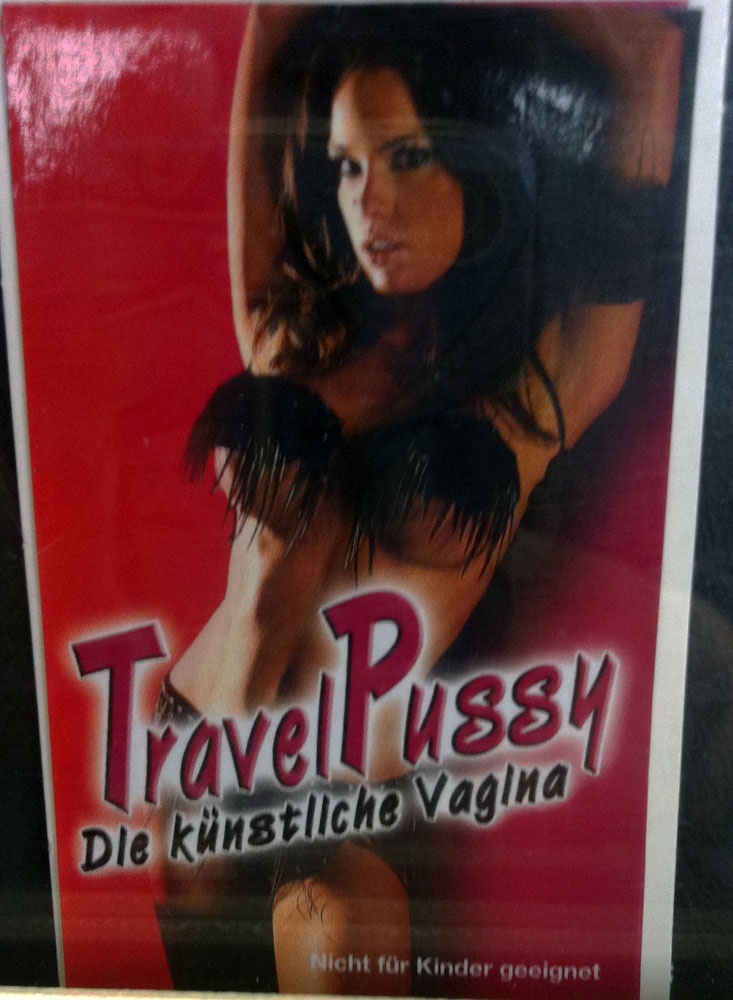 TravelPussy
Die künstliche Vagina
Nicht für Kinder geeignet